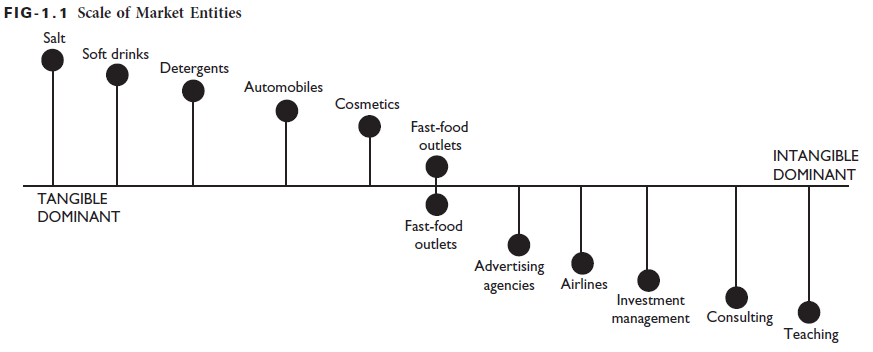 FIG-1.1 Scale of Market Entities
Salt
Soft drinks
Detergents
Automobiles
Cosmetics
Fast-food
outlets
INTANGIBLE
DOMINANT
TANGIBLE
DOMINANT
Fast-food
outlets
Advertising
agencies
Airlines
Investment
management
Consulting
Teaching